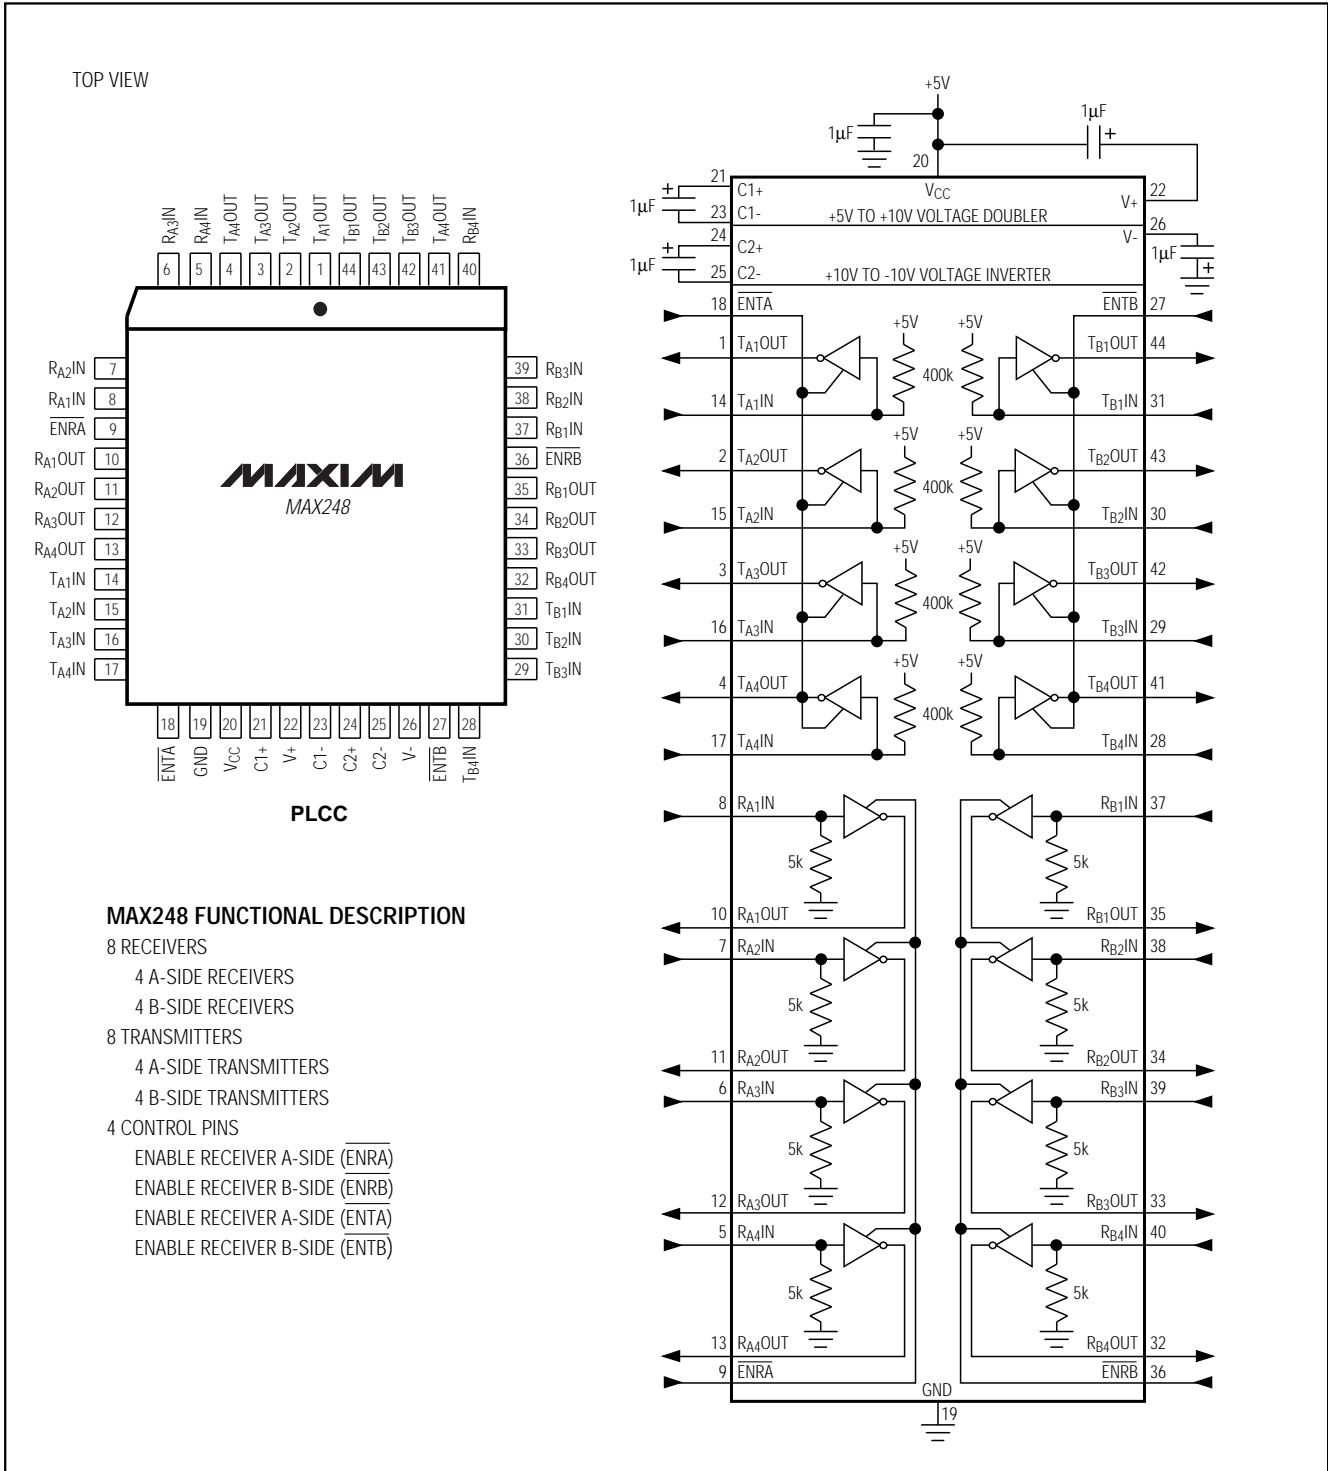 TOP VIEW
RA3IN
RA4IN
TA4OUT
TA3OUT
TA2OUT
TA1OUT
TB1OUT
TB2OUT
TB3OUT
TA4OUT
RB4IN
6 5 4 3 2 1 44 43 42 41 40
RA2IN 7
RA1IN 8
ENRA 9
RA1OUT 10
RA2OUT 11
RA3OUT 12
RA4OUT 13
TA1IN 14
TA2IN 15
TA3IN 16
TA4IN 17
MAXIM
MAX248
39 RB3IN
38 RB2IN
37 RB1IN
36 ENRB
35 RB1OUT
34 RB2OUT
33 RB3OUT
32 RB4OUT
31 TB1IN
30 TB2IN
29 TB3IN
18 19 20 21 22 23 24 25 26 27 28
ENTA
GND
VCC
C1+
V+
C1-
C2+
C2-
V-
ENTB
TB4IN
PLCC
MAX248 FUNCTIONAL DESCRIPTION
8 RECEIVERS
4 A-SIDE RECEIVERS
4 B-SIDE RECEIVERS
8 TRANSMITTERS
4 A-SIDE TRANSMITTERS
4 B-SIDE TRANSMITTERS
4 CONTROL PINS
ENABLE RECEIVER A-SIDE (ENRA)
ENABLE RECEIVER B-SIDE (ENRB)
ENABLE RECEIVER A-SIDE (ENTA)
ENABLE RECEIVER B-SIDE (ENTB)
+5V
1µF
1µF +
20
21 C1+ VCC V+ 22
+ 1µF
23 C1- +5V TO +10V VOLTAGE DOUBLER
24 C2+ V- 26
+ 1µF
1µF +
25 C2- +10V TO -10V VOLTAGE INVERTER
18 ENTA ENTB 27
+5V +5V
1 TA1OUT TB1OUT 44
400k
14 TA1IN TB1IN 31
+5V +5V
2 TA2OUT TB2OUT 43
400k
15 TA2IN TB2IN 30
+5V +5V
3 TA3OUT TB3OUT 42
400k
16 TA3IN TB3IN 29
+5V +5V
4 TA4OUT TB4OUT 41
400k
17 TA4IN TB4IN 28
8 RA1IN RB1IN 37
5k 5k
10 RA1OUT RB1OUT 35
7 RA2IN RB2IN 38
5k 5k
11 RA2OUT RB2OUT 34
6 RA3IN RB3IN 39
5k 5k
12 RA3OUT RB3OUT 33
5 RA4IN RB4IN 40
5k 5k
13 RA4OUT RB4OUT 32
9 ENRA ENRB 36
GND
19